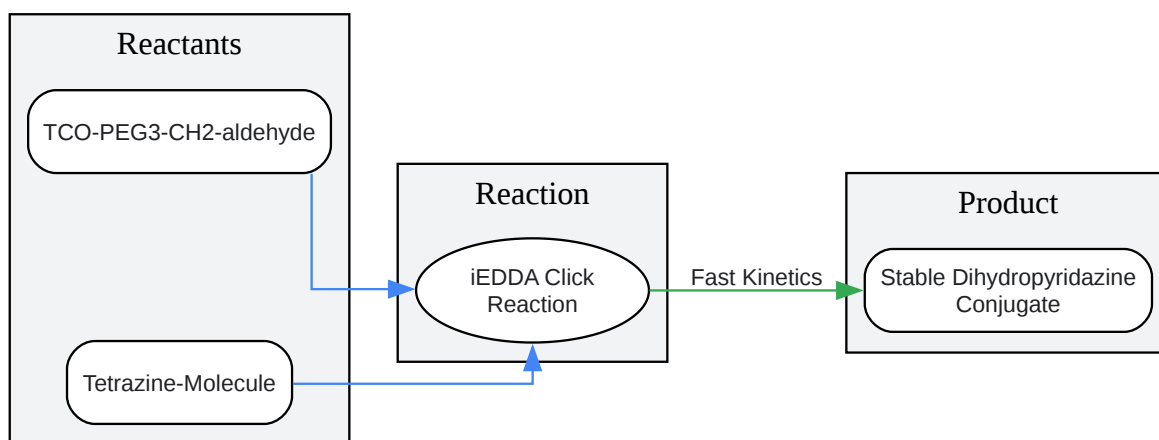 Reactants
TCO-PEG3-CH2-aldehyde
Tetrazine-Molecule
Reaction
iEDDA Click
Reaction
Fast Kinetics
Product
Stable Dihydropyridazine
Conjugate